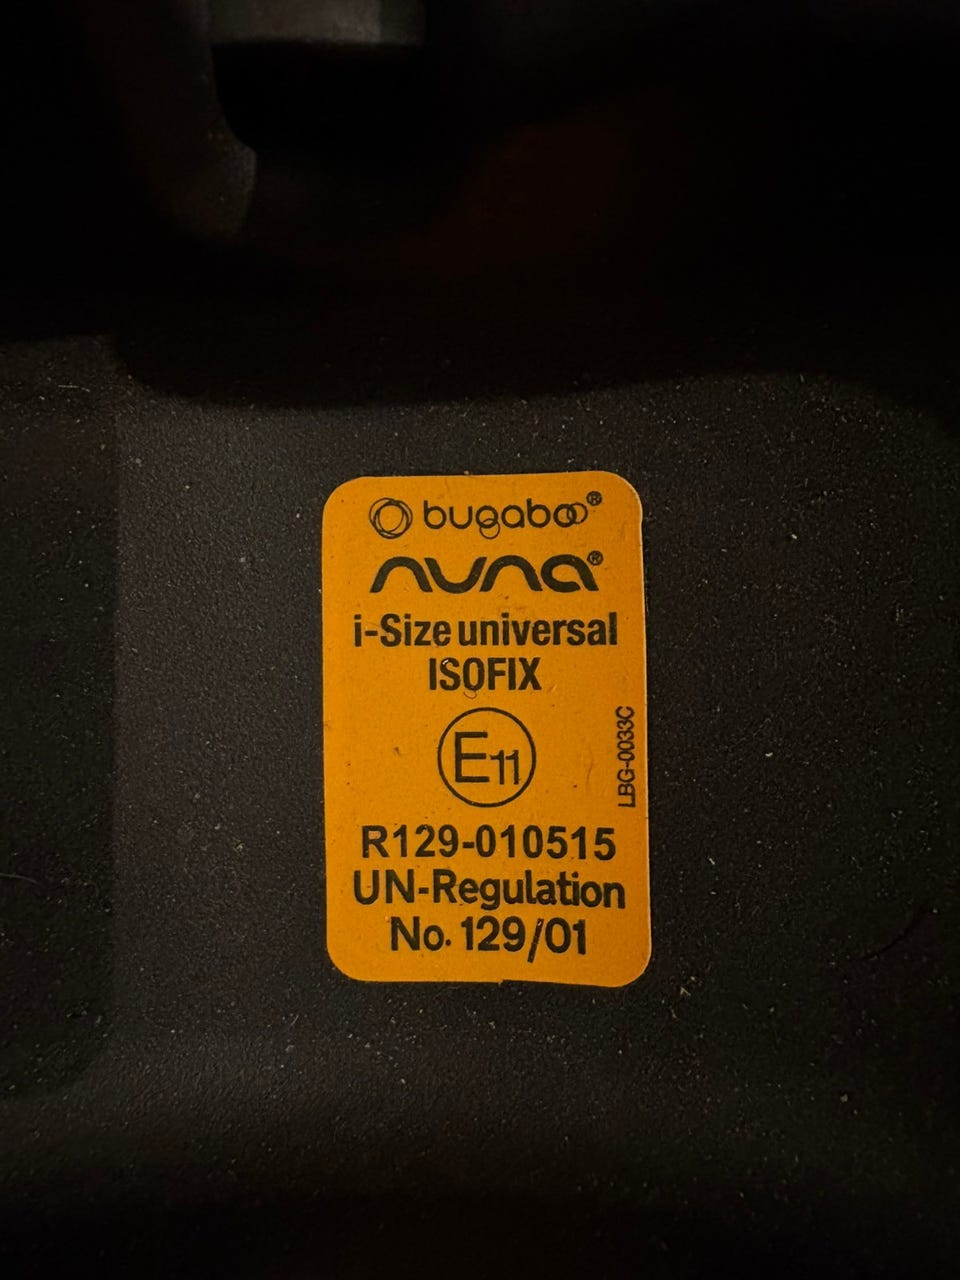 bugaboo®
nuna®
i-Size universal
ISOFIX
E11
LBG-0033C
R129-010515
UN-Regulation
No. 129/01